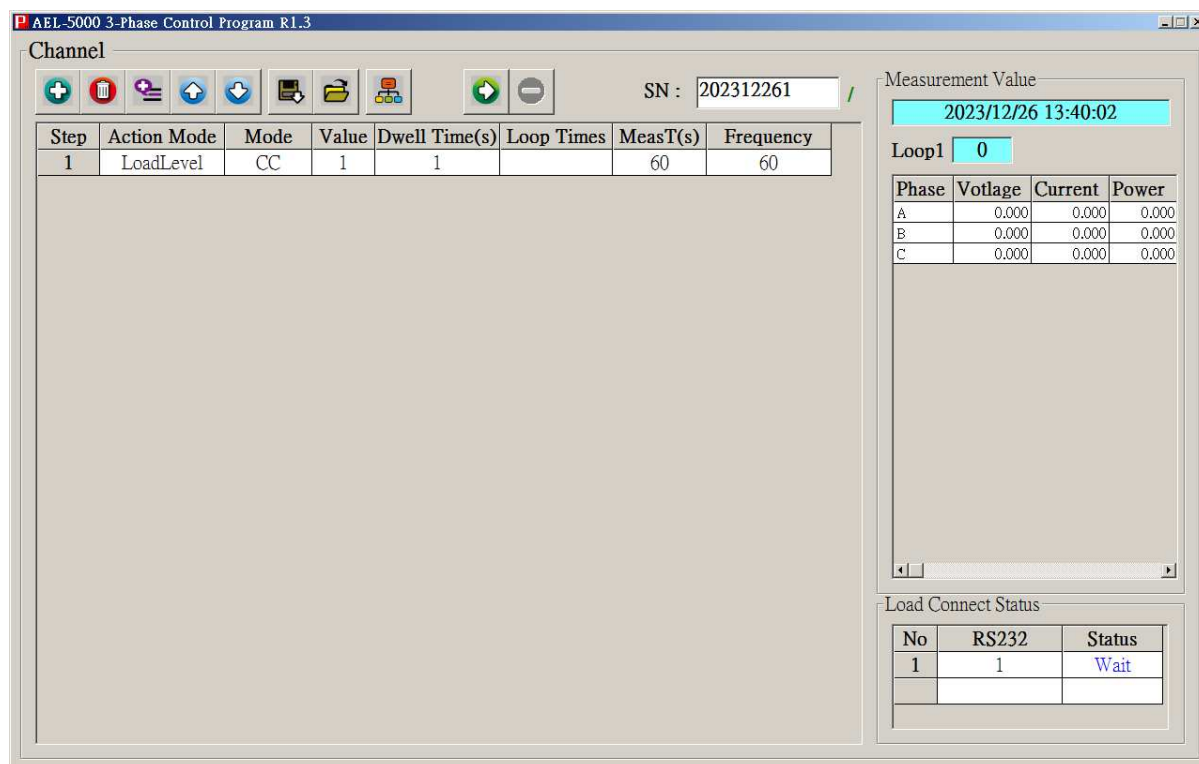 P AEL-5000 3-Phase Control Program R1.3
Channel
SN : 202312261 /
Step Action Mode Mode Value Dwell Time(s) Loop Times MeasT(s) Frequency
1 LoadLevel CC 1 1 60 60
Measurement Value
2023/12/26 13:40:02
Loop1 0
Phase Votlage Current Power
A 0.000 0.000 0.000
B 0.000 0.000 0.000
C 0.000 0.000 0.000
Load Connect Status
No RS232 Status
1 1 Wait